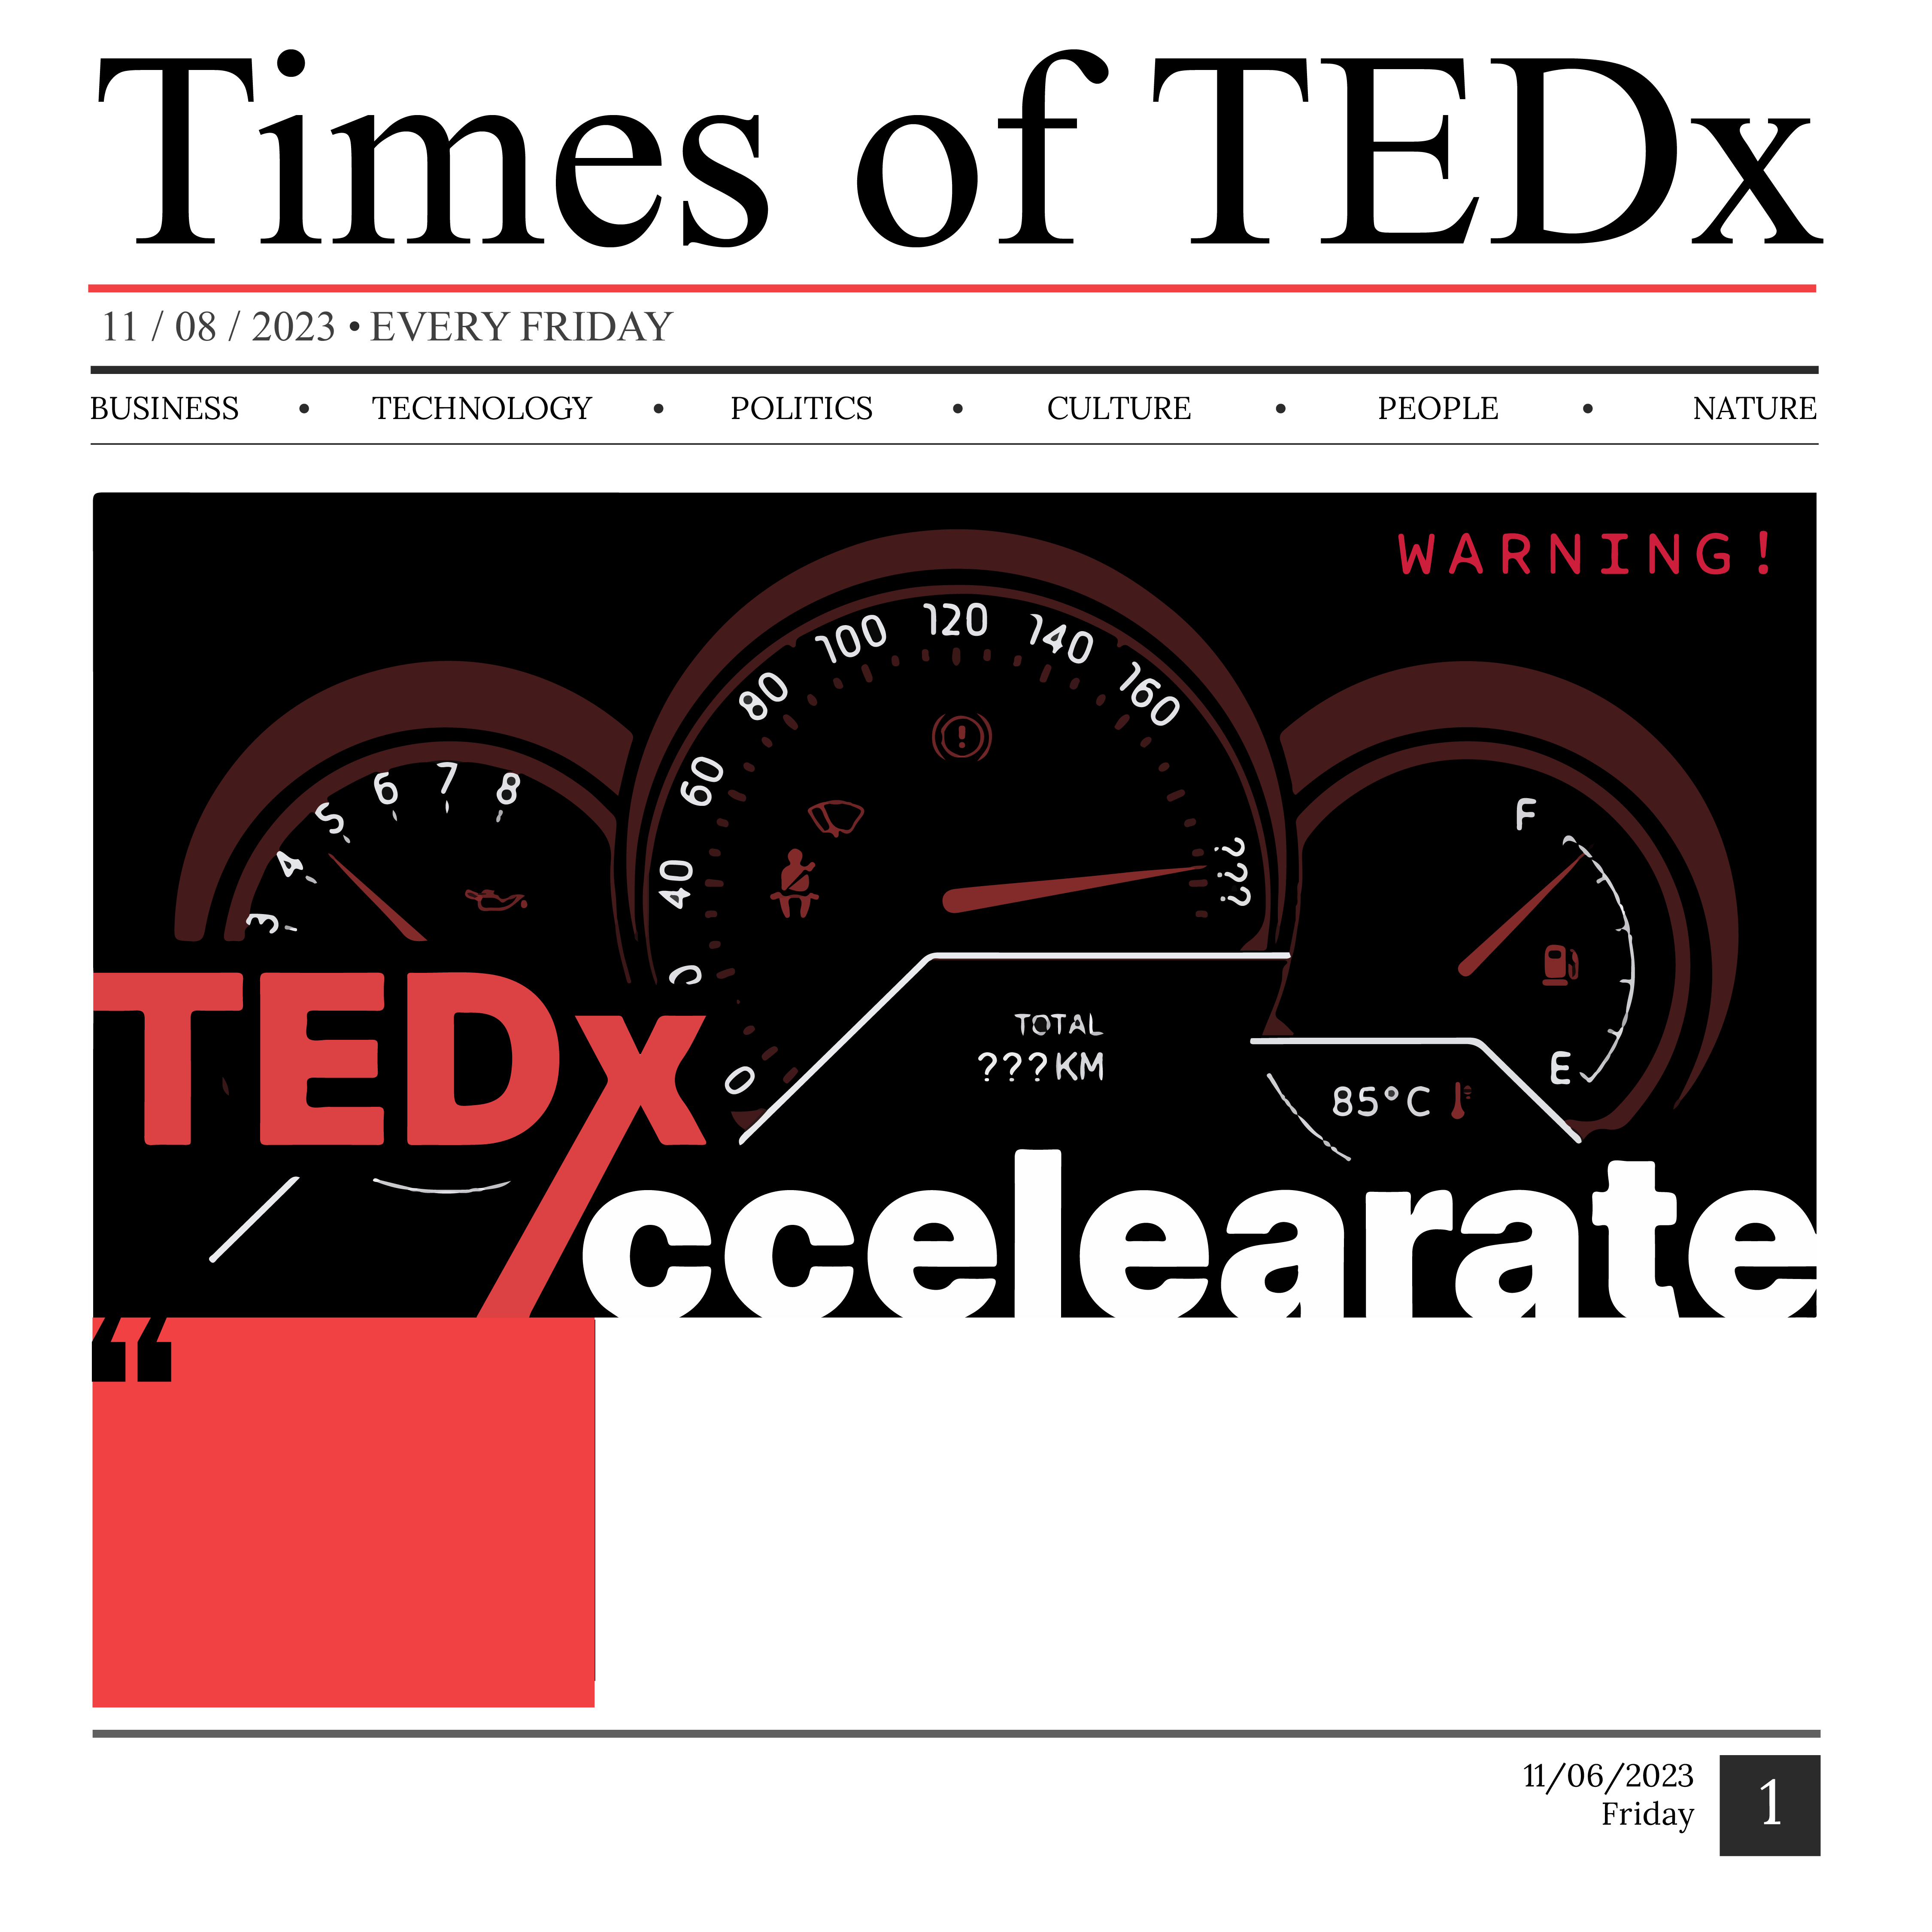 Times of TEDx
11 / 08 / 2023 • EVERY FRIDAY
BUSINESS • TECHNOLOGY • POLITICS • CULTURE • PEOPLE • NATURE
WARNING!
3 4 5 6 7 8
0 40 60 80 100 120 140 160 ???
F
E
TOTAL
???KM
85°C
TEDx
ccelearate
“
11/06/2023
Friday
1